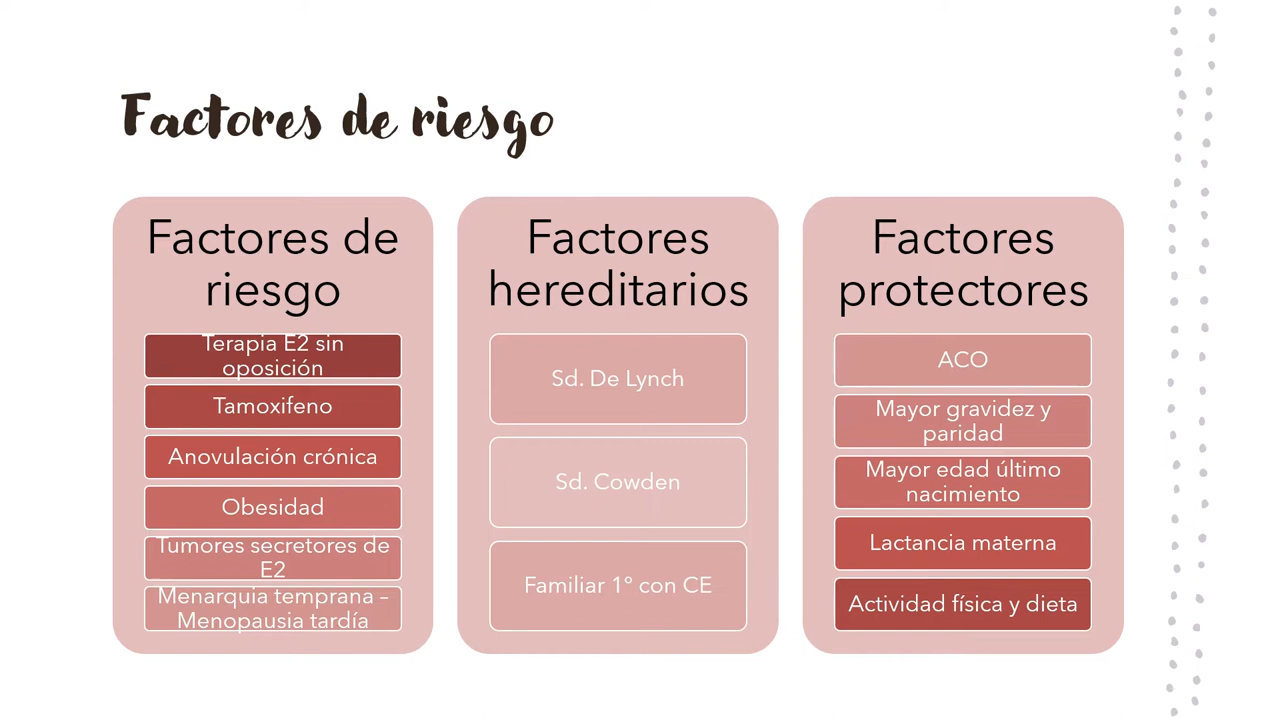 Factores de riesgo
Factores de
riesgo
Terapia E2 sin
oposición
Tamoxifeno
Anovulación crónica
Obesidad
Tumores secretores de
E2
Menarquia temprana –
Menopausia tardía
Factores
hereditarios
Sd. De Lynch
Sd. Cowden
Familiar 1° con CE
Factores
protectores
ACO
Mayor gravidez y
paridad
Mayor edad último
nacimiento
Lactancia materna
Actividad física y dieta